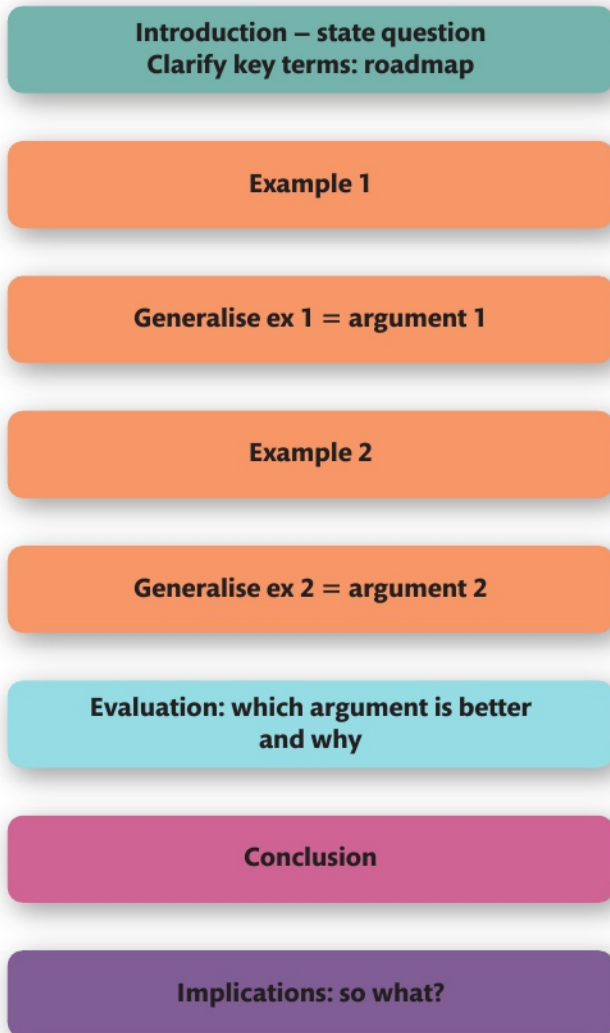 Introduction – state question
Clarify key terms: roadmap
Example 1
Generalise ex 1 = argument 1
Example 2
Generalise ex 2 = argument 2
Evaluation: which argument is better
and why
Conclusion
Implications: so what?